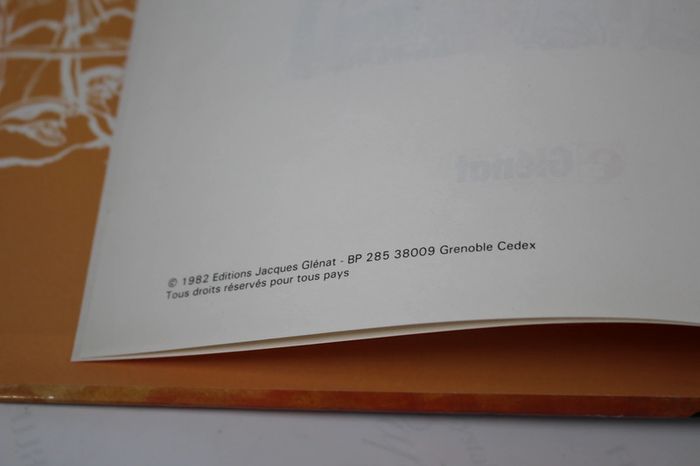 © 1982 Editions Jacques Glénat - BP 285 38009 Grenoble Cedex
Tous droits réservés pour tous pays